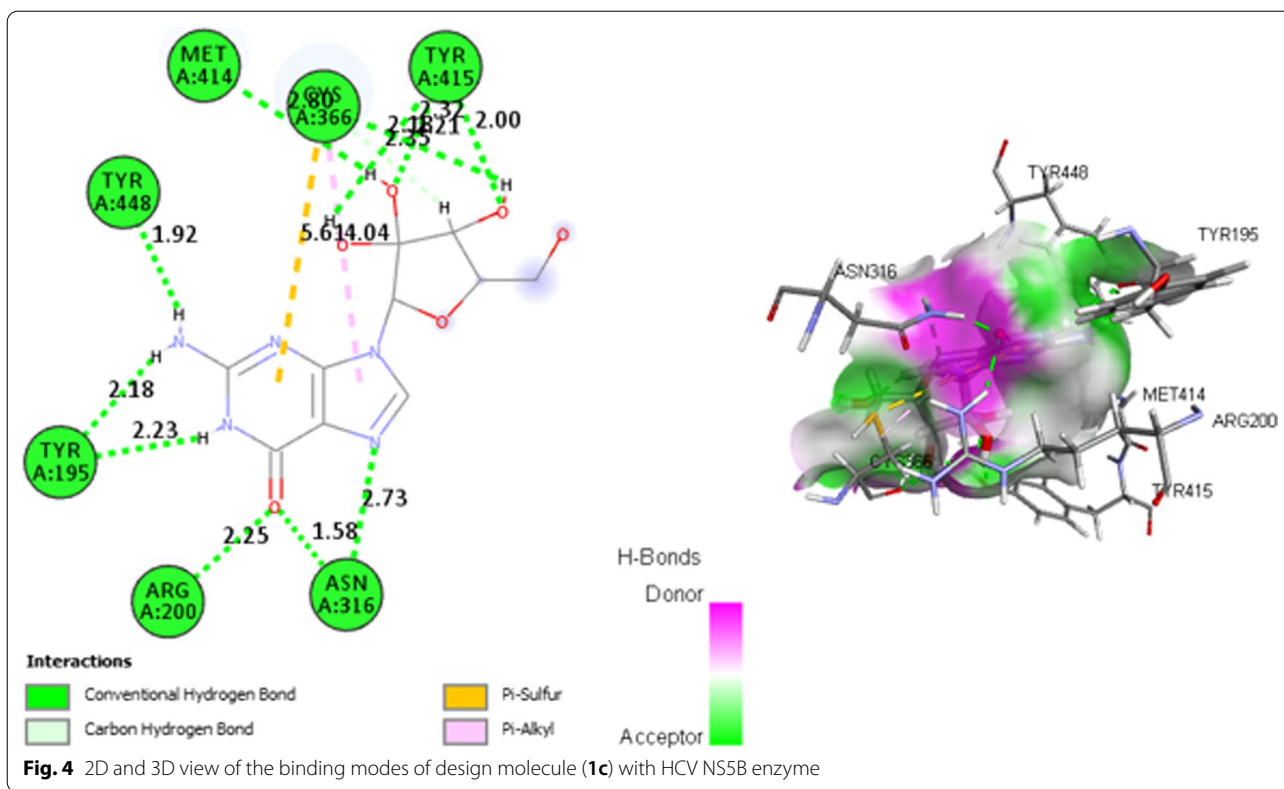 MET
A:414
CYS
A:366
TYR
A:415
2.80
2.32
2.00
2.35
TYR
A:448
1.92
H
H
H
O
O
H
H
O
O
5.61
4.04
O
H
N
N
N
H
2.18
2.23
H
N
N
TYR
A:195
O
2.73
2.25
1.58
ARG
A:200
ASN
A:316
TYR448
TYR195
ASN316
MET414
ARG200
CYS366
TYR415
H-Bonds
Donor
Acceptor
Interactions
Conventional Hydrogen Bond
Carbon Hydrogen Bond
Pi-Sulfur
Pi-Alkyl
Fig. 4 2D and 3D view of the binding modes of design molecule (1c) with HCV NS5B enzyme